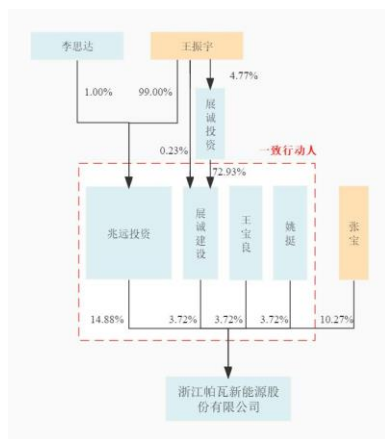 李思达
王振宇
4.77%
1.00%
99.00%
展诚投资
0.23%
一致行动人
72.93%
兆远投资
展诚建设
王宝良
姚挺
张宝
14.88%
3.72%
3.72%
3.72%
10.27%
浙江帕瓦新能源股
份有限公司